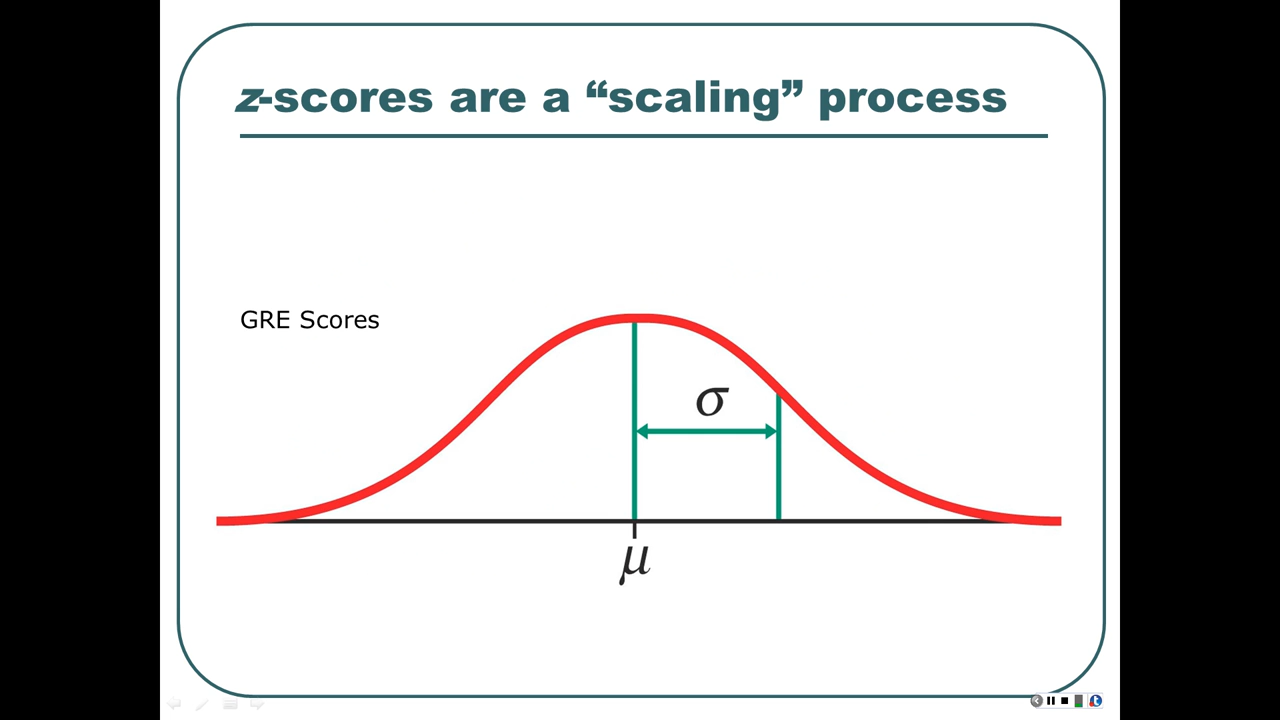 z-scores are a “scaling” process
GRE Scores
σ
μ